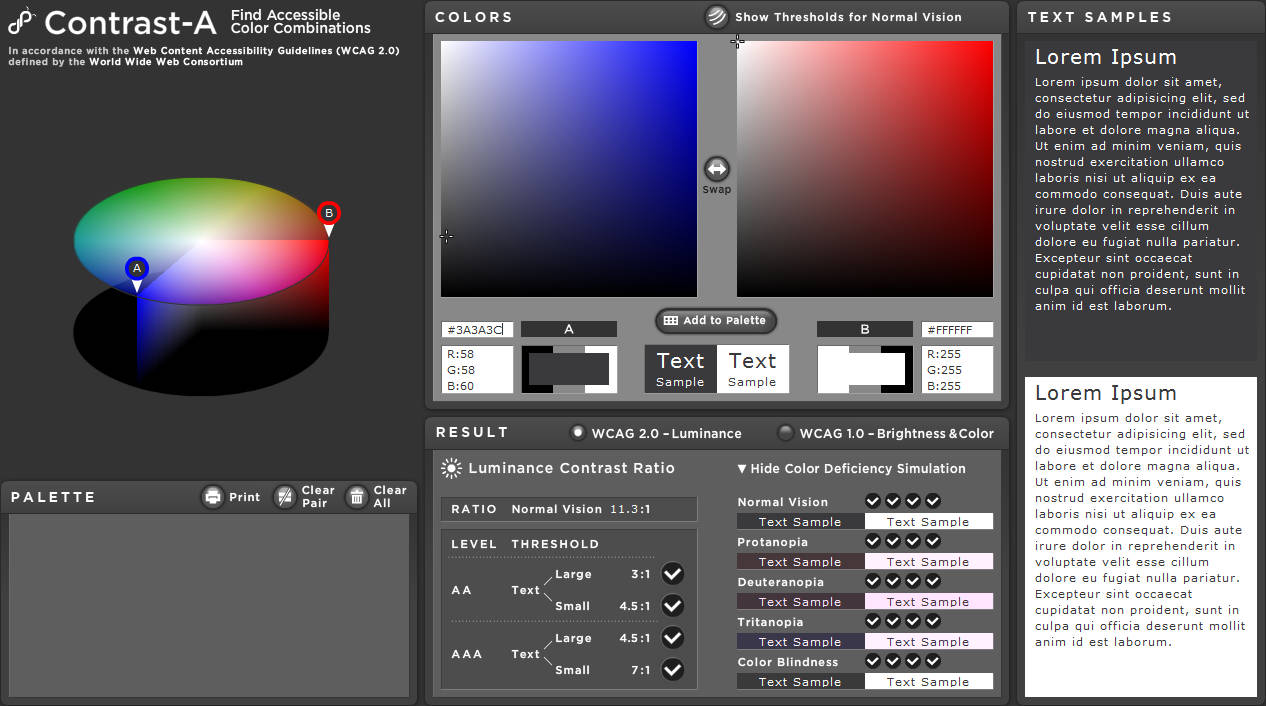 Contrast-A
Find Accessible
Color Combinations
In accordance with the Web Content Accessibility Guidelines (WCAG 2.0)
defined by the World Wide Web Consortium
B
A
PALETTE
Print
Clear
Pair
Clear
All
COLORS
Show Thresholds for Normal Vision
Swap
#3A3A3C
A
Add to Palette
B
#FFFFFF
R:58
G:58
B:60
Text
Sample
Text
Sample
R:255
G:255
B:255
RESULT
WCAG 2.0 – Luminance
WCAG 1.0 – Brightness & Color
Luminance Contrast Ratio
RATIO Normal Vision 11.3:1
LEVEL THRESHOLD
AA Text
Large 3:1
Small 4.5:1
AAA Text
Large 4.5:1
Small 7:1
▼ Hide Color Deficiency Simulation
Normal Vision
Text Sample Text Sample
Protanopia
Text Sample Text Sample
Deuteranopia
Text Sample Text Sample
Tritanopia
Text Sample Text Sample
Color Blindness
Text Sample Text Sample
TEXT SAMPLES
Lorem Ipsum
Lorem ipsum dolor sit amet,
consectetur adipisicing elit, sed
do eiusmod tempor incididunt ut
labore et dolore magna aliqua.
Ut enim ad minim veniam, quis
nostrud exercitation ullamco
laboris nisi ut aliquip ex ea
commodo consequat. Duis aute
irure dolor in reprehenderit in
voluptate velit esse cillum
dolore eu fugiat nulla pariatur.
Excepteur sint occaecat
cupidatat non proident, sunt in
culpa qui officia deserunt mollit
anim id est laborum.
Lorem Ipsum
Lorem ipsum dolor sit amet,
consectetur adipisicing elit, sed
do eiusmod tempor incididunt ut
labore et dolore magna aliqua.
Ut enim ad minim veniam, quis
nostrud exercitation ullamco
laboris nisi ut aliquip ex ea
commodo consequat. Duis aute
irure dolor in reprehenderit in
voluptate velit esse cillum
dolore eu fugiat nulla pariatur.
Excepteur sint occaecat
cupidatat non proident, sunt in
culpa qui officia deserunt mollit
anim id est laborum.